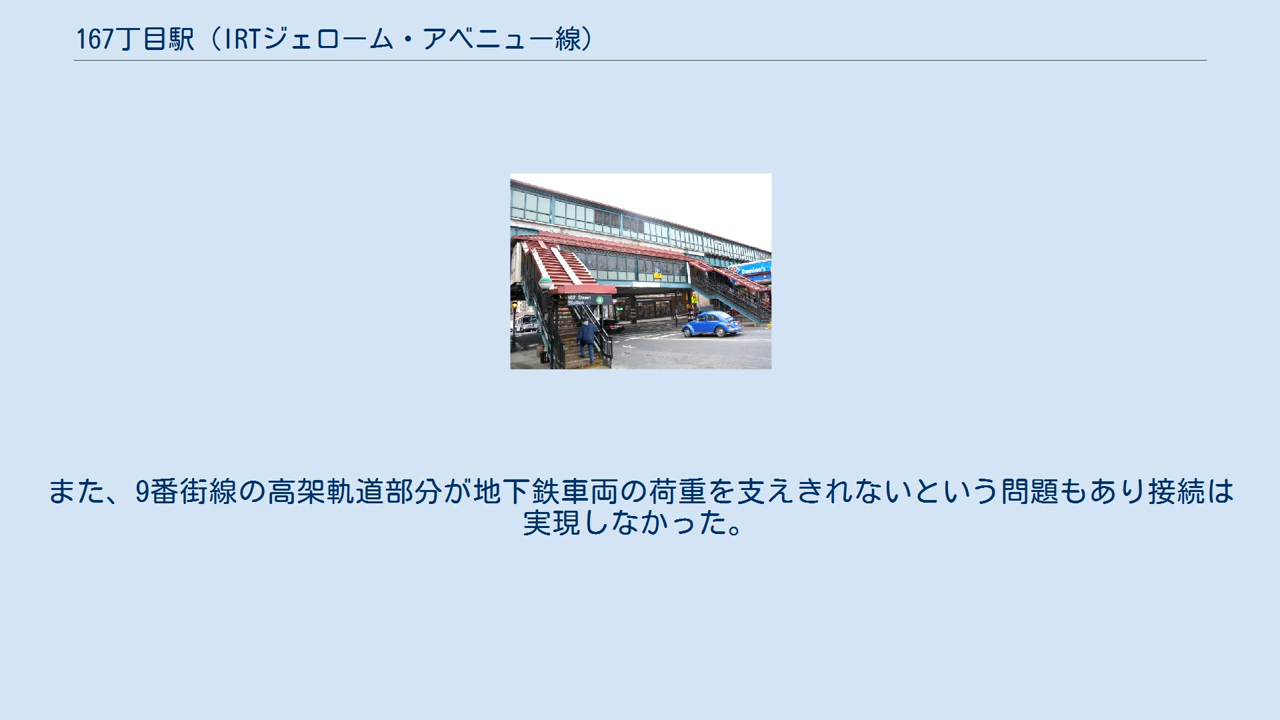 167丁目駅（IRTジェローム・アベニュー線）
167 Street
Station
また、9番街線の高架軌道部分が地下鉄車両の荷重を支えきれないという問題もあり接続は
実現しなかった。